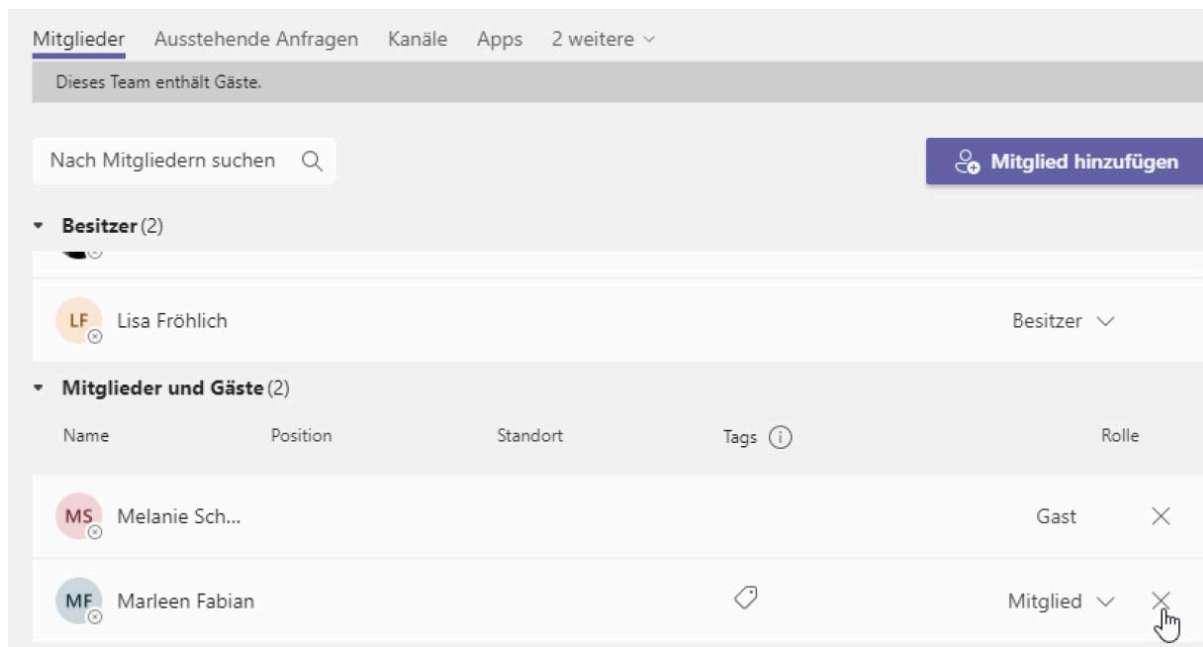 Mitglieder Ausstehende Anfragen Kanäle Apps 2 weitere
Dieses Team enthält Gäste.
Nach Mitgliedern suchen
Mitglied hinzufügen
Besitzer (2)
LF Lisa Fröhlich Besitzer
Mitglieder und Gäste (2)
Name Position Standort Tags Rolle
MS Melanie Sch... Gast
MF Marleen Fabian Mitglied